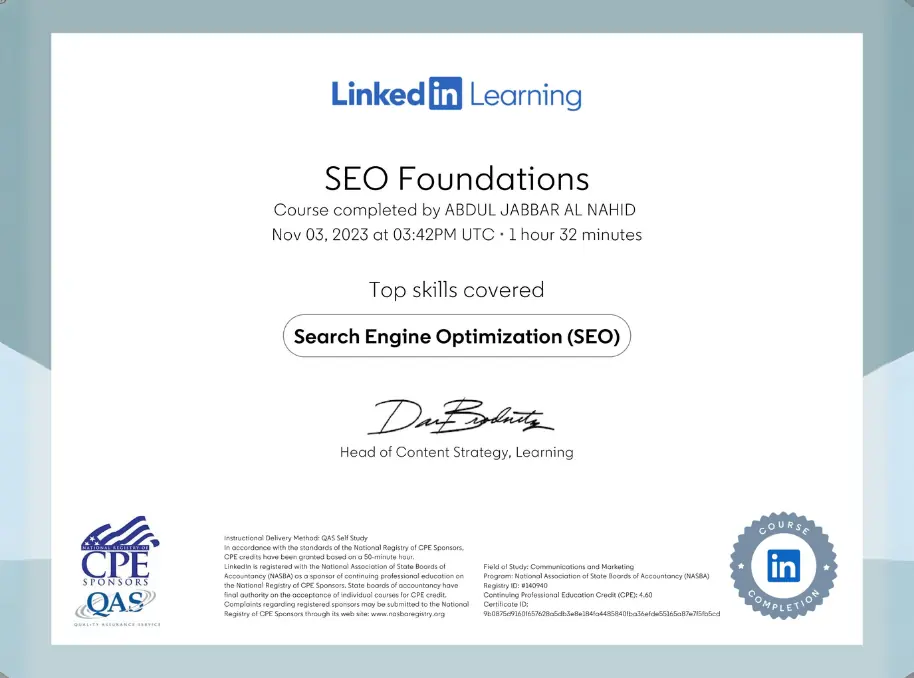 Linked in Learning
SEO Foundations
Course completed by ABDUL JABBAR AL NAHID
Nov 03, 2023 at 03:42PM UTC • 1 hour 32 minutes
Top skills covered
Search Engine Optimization (SEO)
Head of Content Strategy, Learning
NATIONAL REGISTRY OF
CPE
SPONSORS
QAS
QUALITY ASSURANCE SERVICE
Instructional Delivery Method: QAS Self Study
In accordance with the standards of the National Registry of CPE Sponsors,
CPE credits have been granted based on a 50-minute hour.
LinkedIn is registered with the National Association of State Boards of
Accountancy (NASBA) as a sponsor of continuing professional education on
the National Registry of CPE Sponsors. State boards of accountancy have
final authority on the acceptance of individual courses for CPE credit.
Complaints regarding registered sponsors may be submitted to the National
Registry of CPE Sponsors through its web site: www.nasbaregistry.org
Field of Study: Communications and Marketing
Program: National Association of State Boards of Accountancy (NASBA)
Registry ID: #140940
Continuing Professional Education Credit (CPE): 4.60
Certificate ID:
COURSE
in
COMPLETION